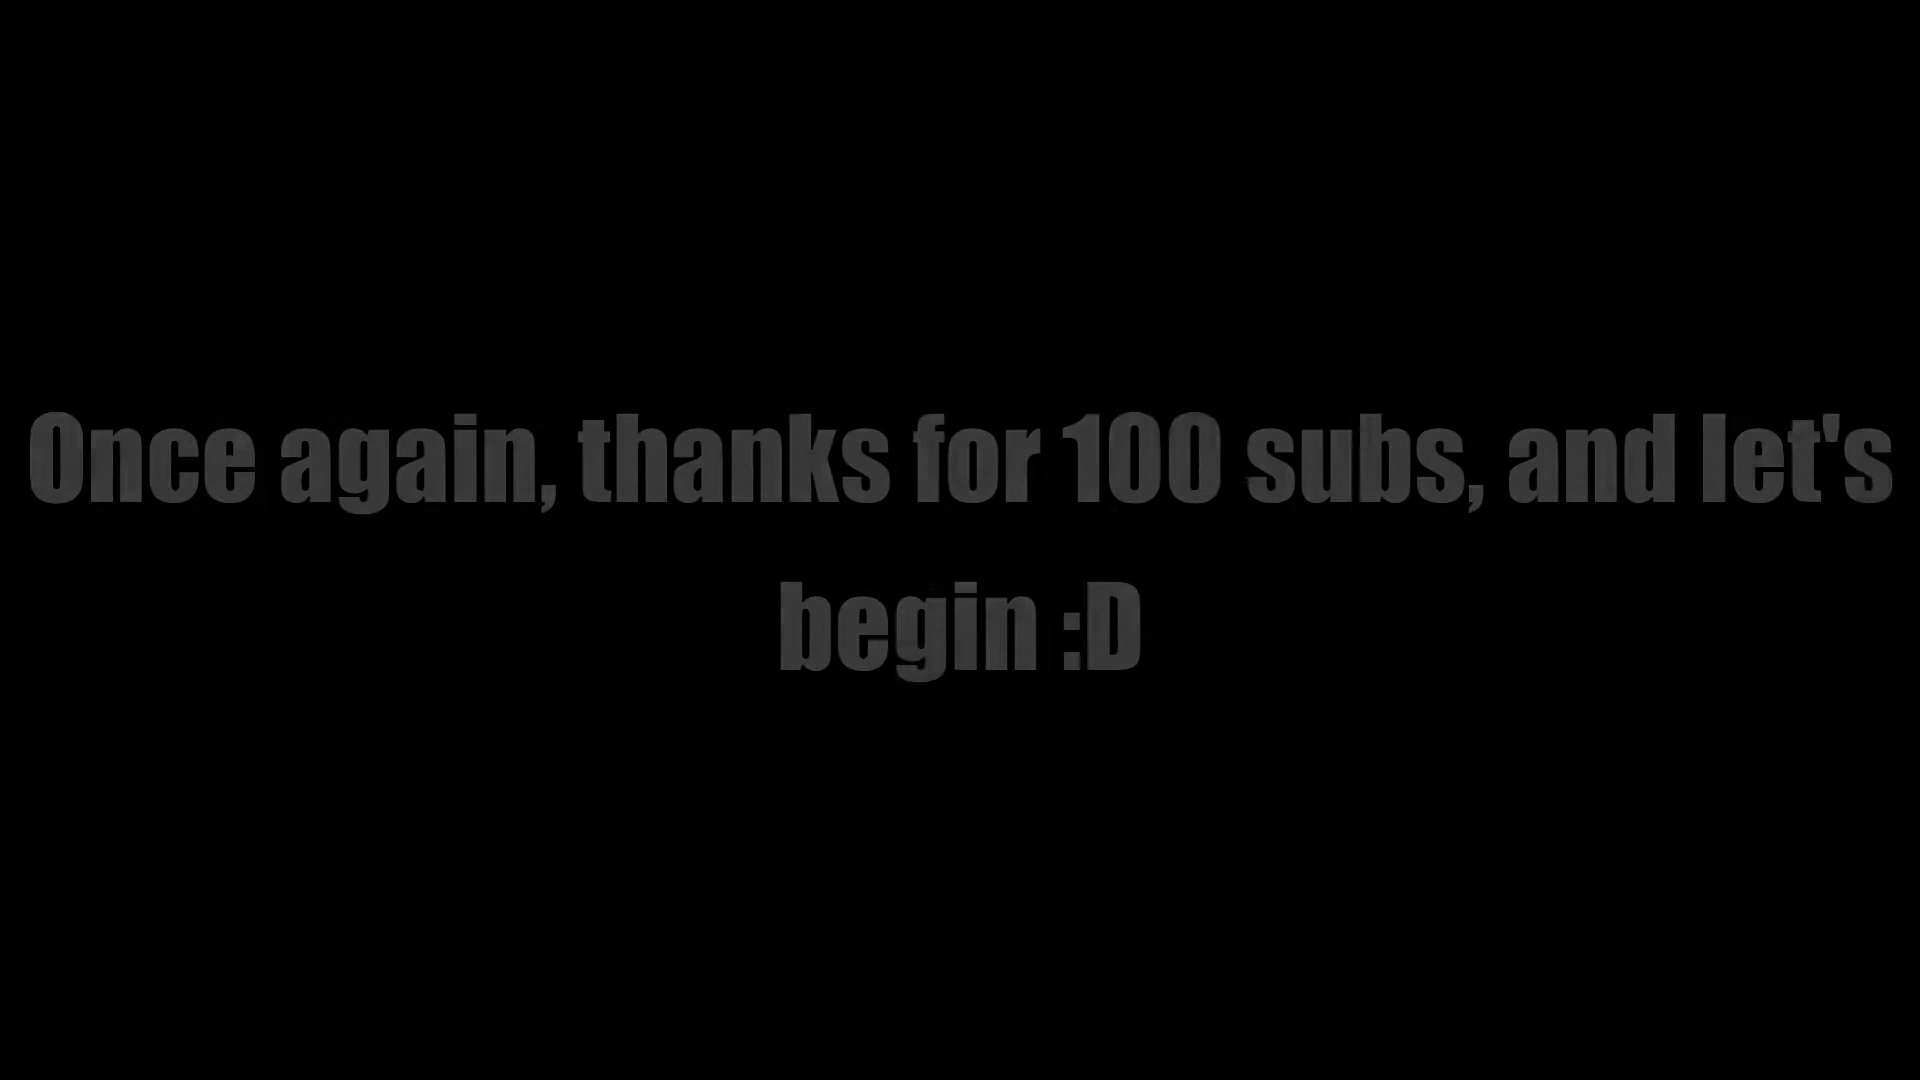 Once again, thanks for 100 subs, and let's
begin :D